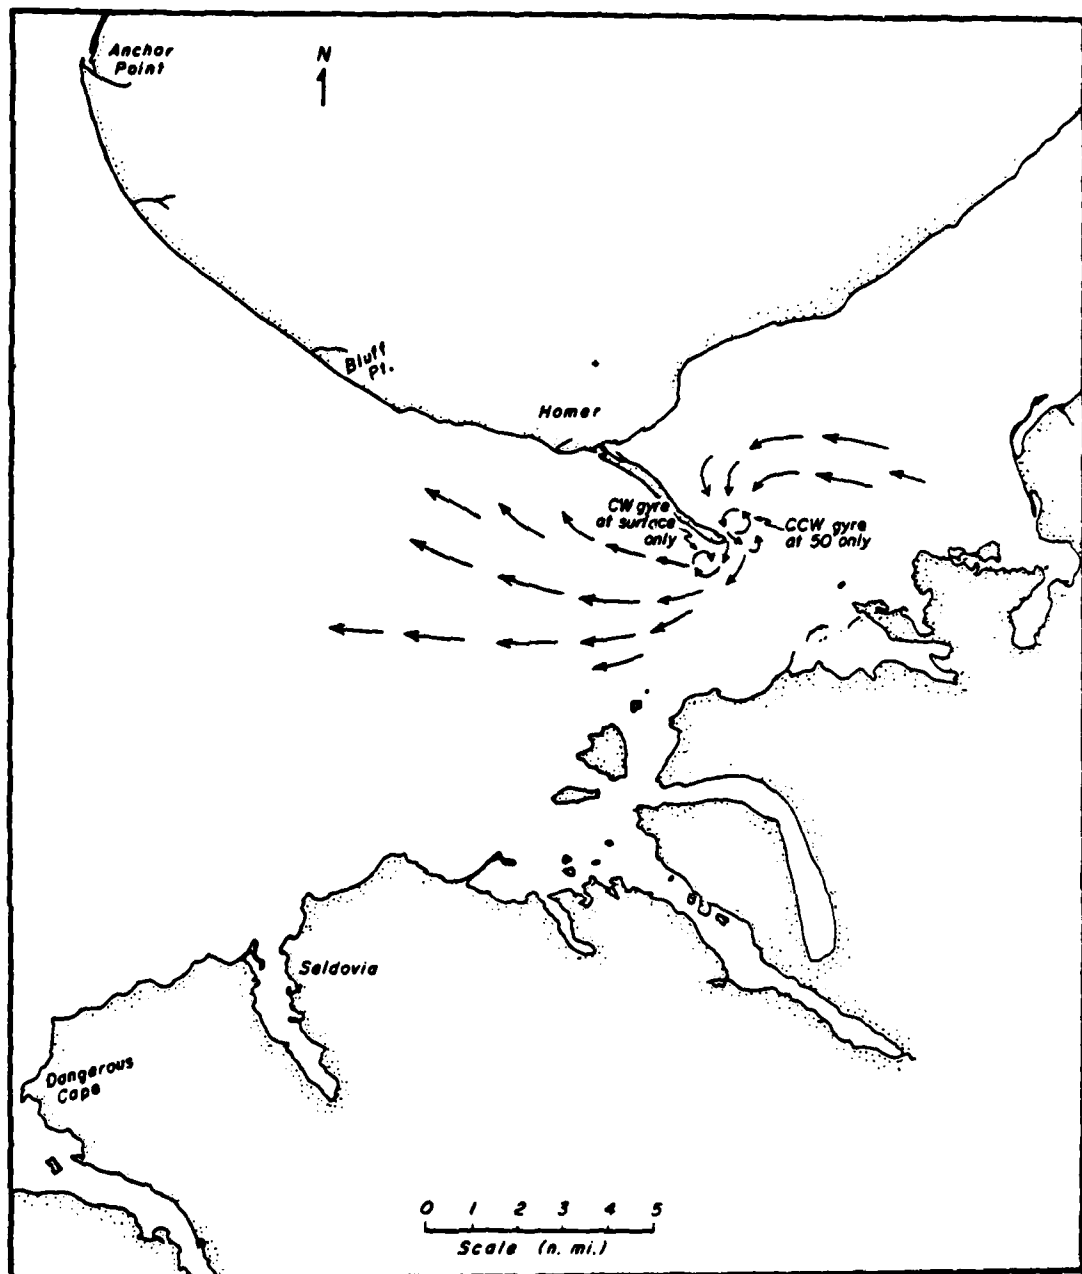 Anchor
Point
N
Bluff
Pt.
Homer
CW gyre
at surface
only
CCW gyre
at 50 only
Seldovia
Dangerous
Cape
0 1 2 3 4 5
Scale (n. mi.)